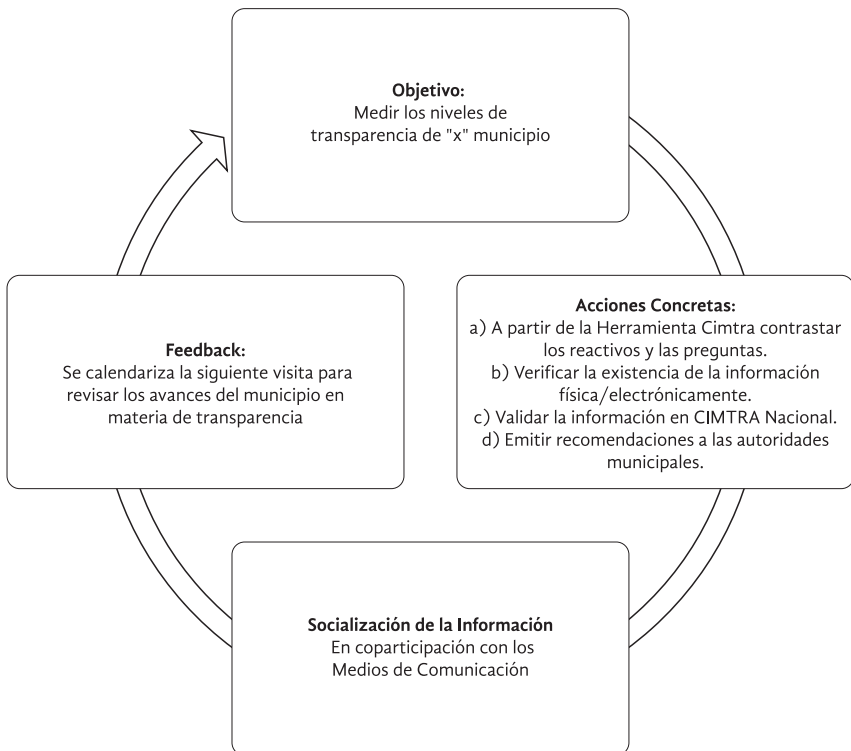 Objetivo:
Medir los niveles de
transparencia de "x" municipio
Acciones Concretas:
a) A partir de la Herramienta Cimtra contrastar
los reactivos y las preguntas.
b) Verificar la existencia de la información
física/electrónicamente.
c) Validar la información en CIMTRA Nacional.
d) Emitir recomendaciones a las autoridades
municipales.
Socialización de la Información
En coparticipación con los
Medios de Comunicación
Feedback:
Se calendariza la siguiente visita para
revisar los avances del municipio en
materia de transparencia